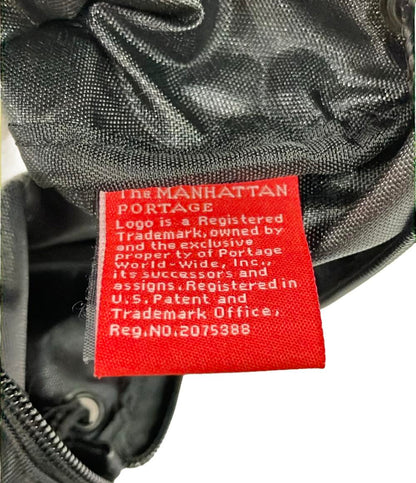 The MANHATTAN
PORTAGE
Logo is a Registered
Trademark, owned by
and the exclusive
property of Portage
World-Wide, Inc.,
its successors and
assigns. Registered in
U.S. Patent and
Trademark Office,
Reg.NO.2075388